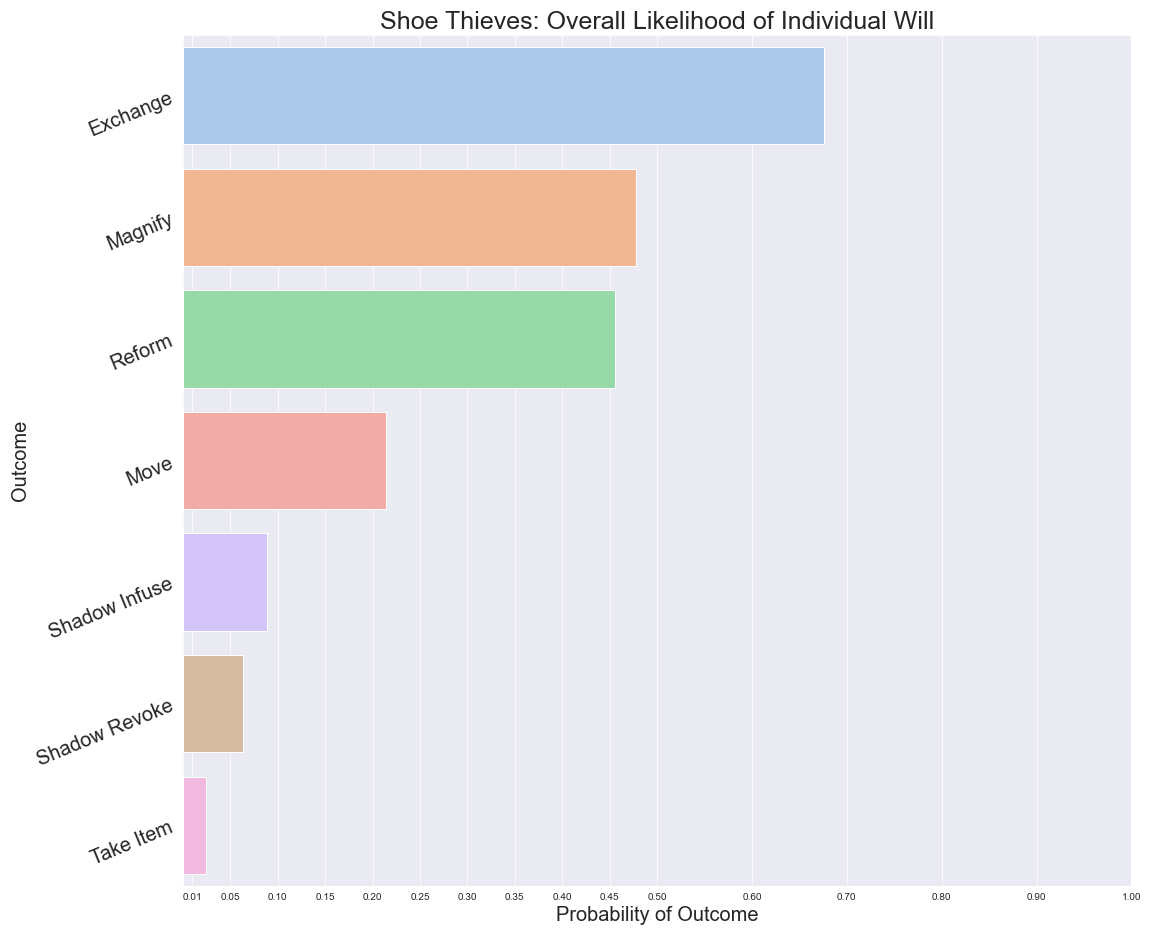 Shoe Thieves: Overall Likelihood of Individual Will
Exchange
Magnify
Reform
Move
Shadow Infuse
Shadow Revoke
Take Item
Outcome
0.01 0.05 0.10 0.15 0.20 0.25 0.30 0.35 0.40 0.45 0.50 0.60 0.70 0.80 0.90 1.00
Probability of Outcome